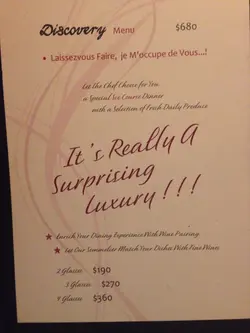 Discovery Menu $680
• Laissezvous Faire, je M'occupe de Vous...!
Let the Chef Choose for You
a Special Six Course Dinner
with a Selection of Fresh Daily Produce
It's Really A
Surprising
Luxury!!!
★ Enrich Your Dining Experience With Wine Pairing
★ Let Our Sommelier Match Your Dishes With Fine Wines
2 Glasses $190
3 Glasses $270
4 Glasses $360